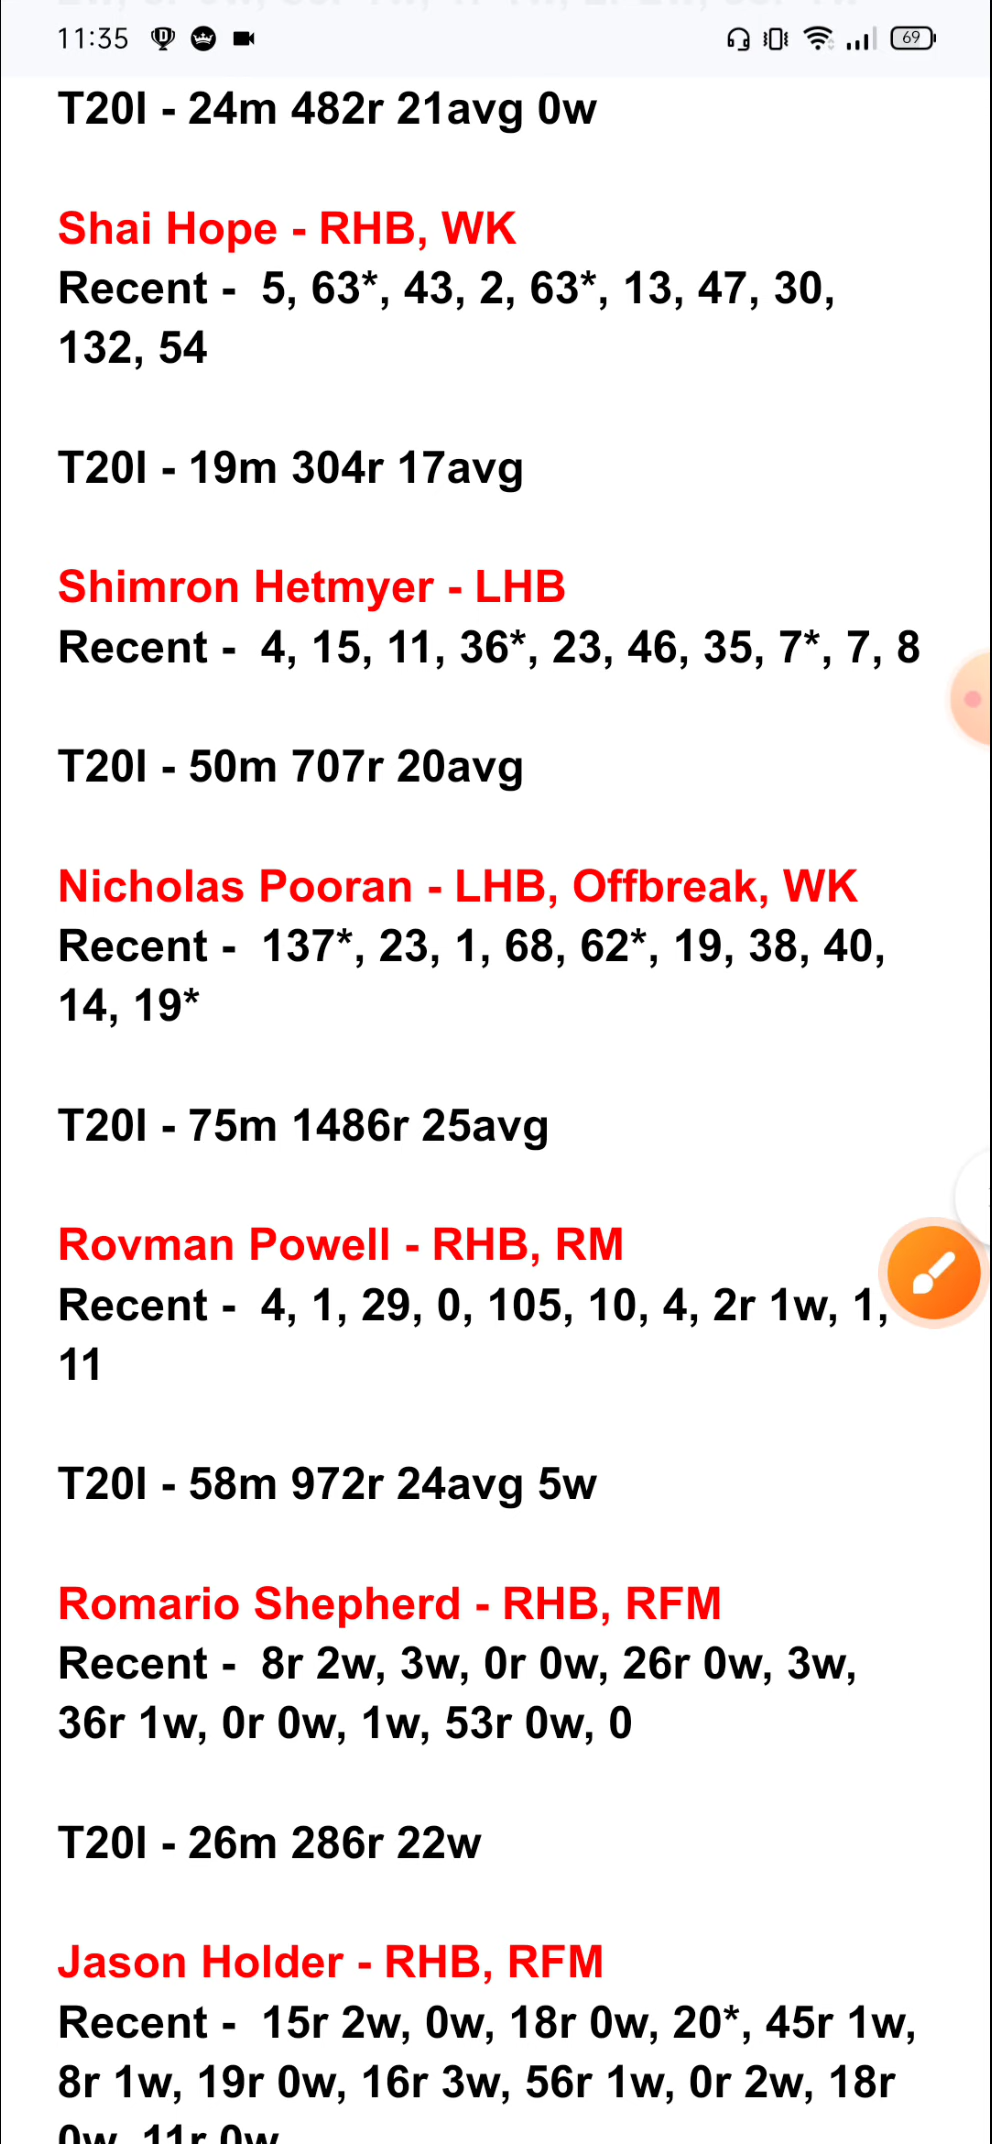 11:35
69
T20I - 24m 482r 21avg 0w
Shai Hope - RHB, WK
Recent -  5, 63*, 43, 2, 63*, 13, 47, 30,
132, 54
T20I - 19m 304r 17avg
Shimron Hetmyer - LHB
Recent -  4, 15, 11, 36*, 23, 46, 35, 7*, 7, 8
T20I - 50m 707r 20avg
Nicholas Pooran - LHB, Offbreak, WK
Recent -  137*, 23, 1, 68, 62*, 19, 38, 40,
14, 19*
T20I - 75m 1486r 25avg
Rovman Powell - RHB, RM
Recent -  4, 1, 29, 0, 105, 10, 4, 2r 1w, 1,
11
T20I - 58m 972r 24avg 5w
Romario Shepherd - RHB, RFM
Recent -  8r 2w, 3w, 0r 0w, 26r 0w, 3w,
36r 1w, 0r 0w, 1w, 53r 0w, 0
T20I - 26m 286r 22w
Jason Holder - RHB, RFM
Recent -  15r 2w, 0w, 18r 0w, 20*, 45r 1w,
8r 1w, 19r 0w, 16r 3w, 56r 1w, 0r 2w, 18r
0w, 11r 0w